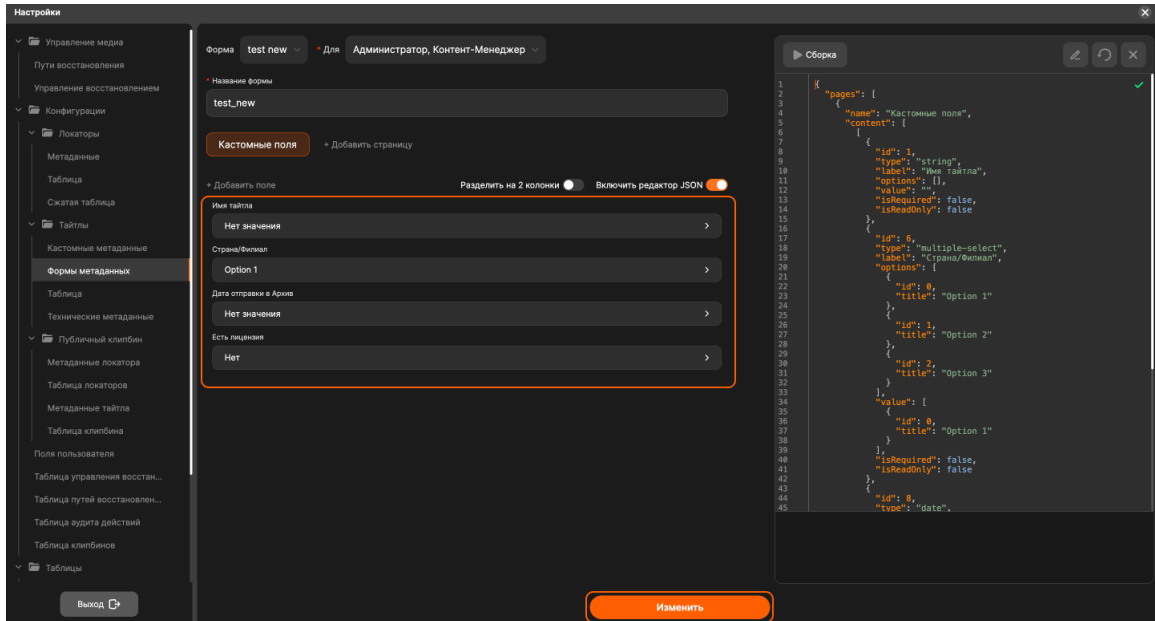 Настройки
Управление медиа
Пути восстановления
Управление восстановлением
Конфигурации
Локаторы
Метаданные
Таблица
Сжатая таблица
Тайтлы
Кастомные метаданные
Формы метаданных
Таблица
Технические метаданные
Публичный клипбин
Метаданные локатора
Таблица локаторов
Метаданные тайтла
Таблица клипбина
Поля пользователя
Таблица управления восстан...
Таблица путей восстановлен...
Таблица аудита действий
Таблица клипбинов
Таблицы
Выход
Форма test new * Для Администратор, Контент-Менеджер
* Название формы
test_new
Кастомные поля + Добавить страницу
+ Добавить поле Разделить на 2 колонки Включить редактор JSON
Имя тайтла
Нет значения
Страна/Филиал
Option 1
Дата отправки в Архив
Нет значения
Есть лицензия
Нет
Изменить
Сборка
1 {
2 "pages": [
3 {
4 "name": "Кастомные поля",
5 "content": [
6 [
7 {
8 "id": 1,
9 "type": "string",
10 "label": "Имя тайтла",
11 "options": [],
12 "value": "",
13 "isRequired": false,
14 "isReadOnly": false
15 },
16 {
17 "id": 6,
18 "type": "multiple-select",
19 "label": "Страна/Филиал",
20 "options": [
21 {
22 "id": 0,
23 "title": "Option 1"
24 },
25 {
26 "id": 1,
27 "title": "Option 2"
28 },
29 {
30 "id": 2,
31 "title": "Option 3"
32 }
33 ],
34 "value": [
35 {
36 "id": 0,
37 "title": "Option 1"
38 }
39 ],
40 "isRequired": false,
41 "isReadOnly": false
42 },
43 {
44 "id": 8,
45 "type": "date",